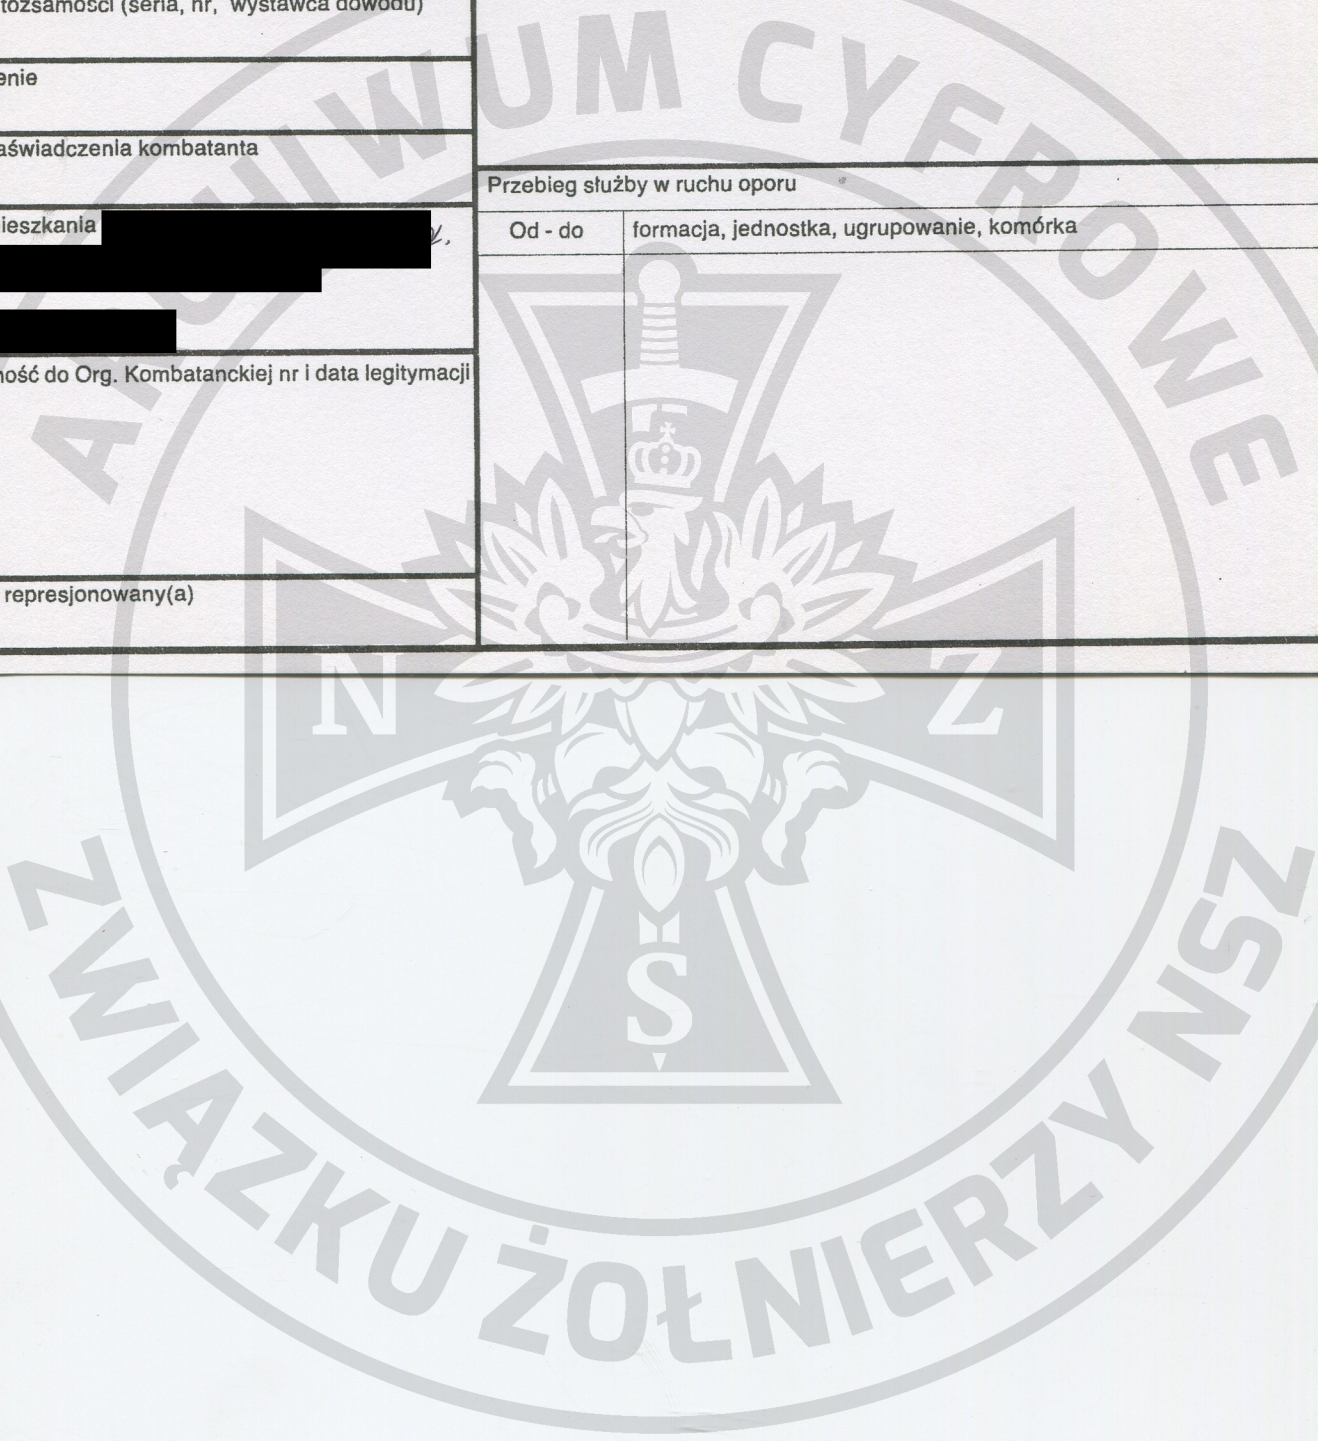 tożsamości (seria, nr, wystawca dowodu)
enie
aświadczenia kombatanta
ieszkania
ność do Org. Kombatanckiej nr i data legitymacji
represjonowany(a)
Przebieg służby w ruchu oporu
Od - do
formacja, jednostka, ugrupowanie, komórka
ARCHIWUM CYFROWE
ZWIĄZKU ŻOŁNIERZY NSZ
N
Z
S